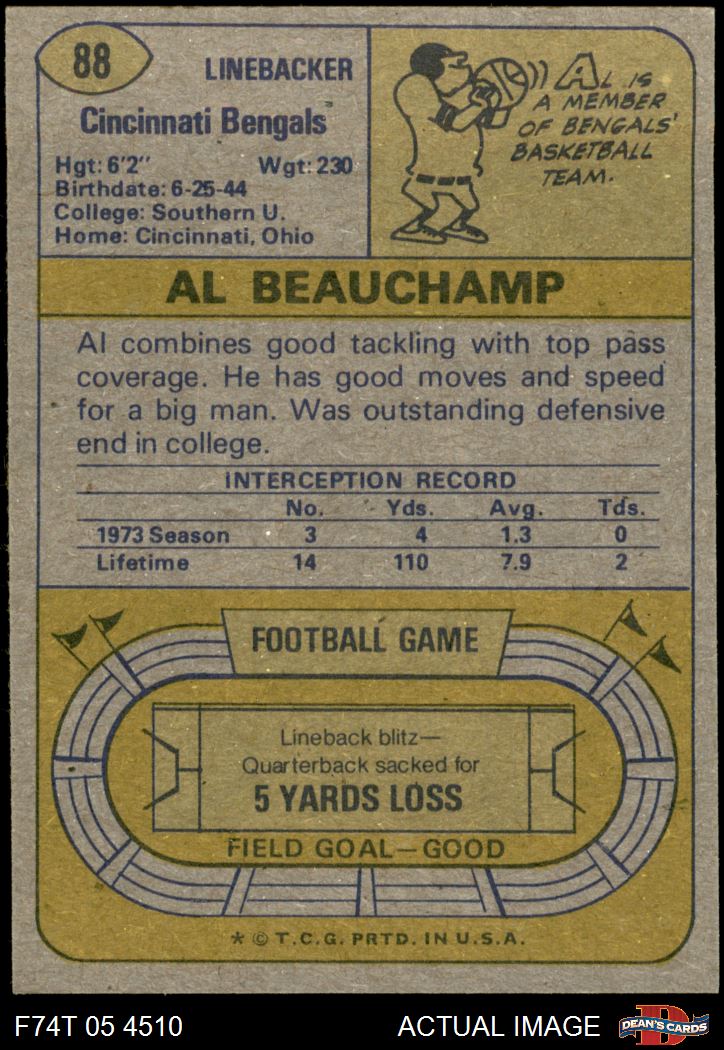 88
LINEBACKER
Cincinnati Bengals
Hgt: 6'2" Wgt: 230
Birthdate: 6-25-44
College: Southern U.
Home: Cincinnati, Ohio
AL IS
A MEMBER
OF BENGALS'
BASKETBALL
TEAM.
AL BEAUCHAMP
Al combines good tackling with top pass
coverage. He has good moves and speed
for a big man. Was outstanding defensive
end in college.
INTERCEPTION RECORD
No. Yds. Avg. Tds.
1973 Season 3 4 1.3 0
Lifetime 14 110 7.9 2
FOOTBALL GAME
Lineback blitz—
Quarterback sacked for
5 YARDS LOSS
FIELD GOAL—GOOD
* © T.C.G. PRTD. IN U.S.A.
F74T 05 4510 ACTUAL IMAGE
D
DEAN'S CARDS